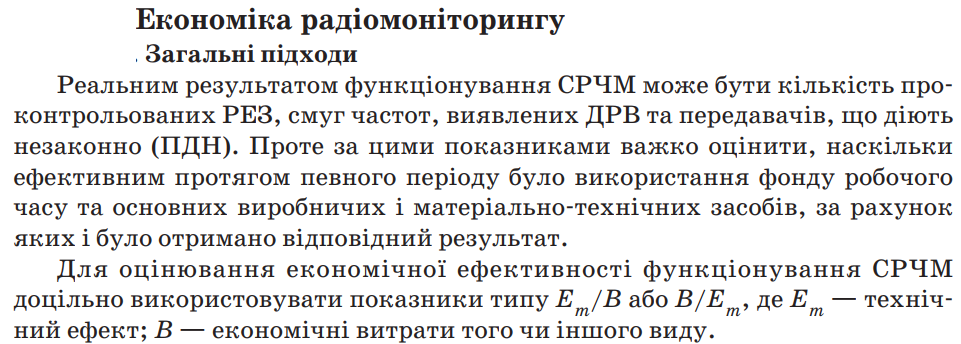 Економіка радіомоніторингу
. Загальні підходи
Реальним результатом функціонування СРЧМ може бути кількість про-
контрольованих РЕЗ, смуг частот, виявлених ДРВ та передавачів, що діють
незаконно (ПДН). Проте за цими показниками важко оцінити, наскільки
ефективним протягом певного періоду було використання фонду робочого
часу та основних виробничих і матеріально-технічних засобів, за рахунок
яких і було отримано відповідний результат.
Для оцінювання економічної ефективності функціонування СРЧМ
доцільно використовувати показники типу Eт/B або B/Eт, де Eт — техніч-
ний ефект; B — економічні витрати того чи іншого виду.